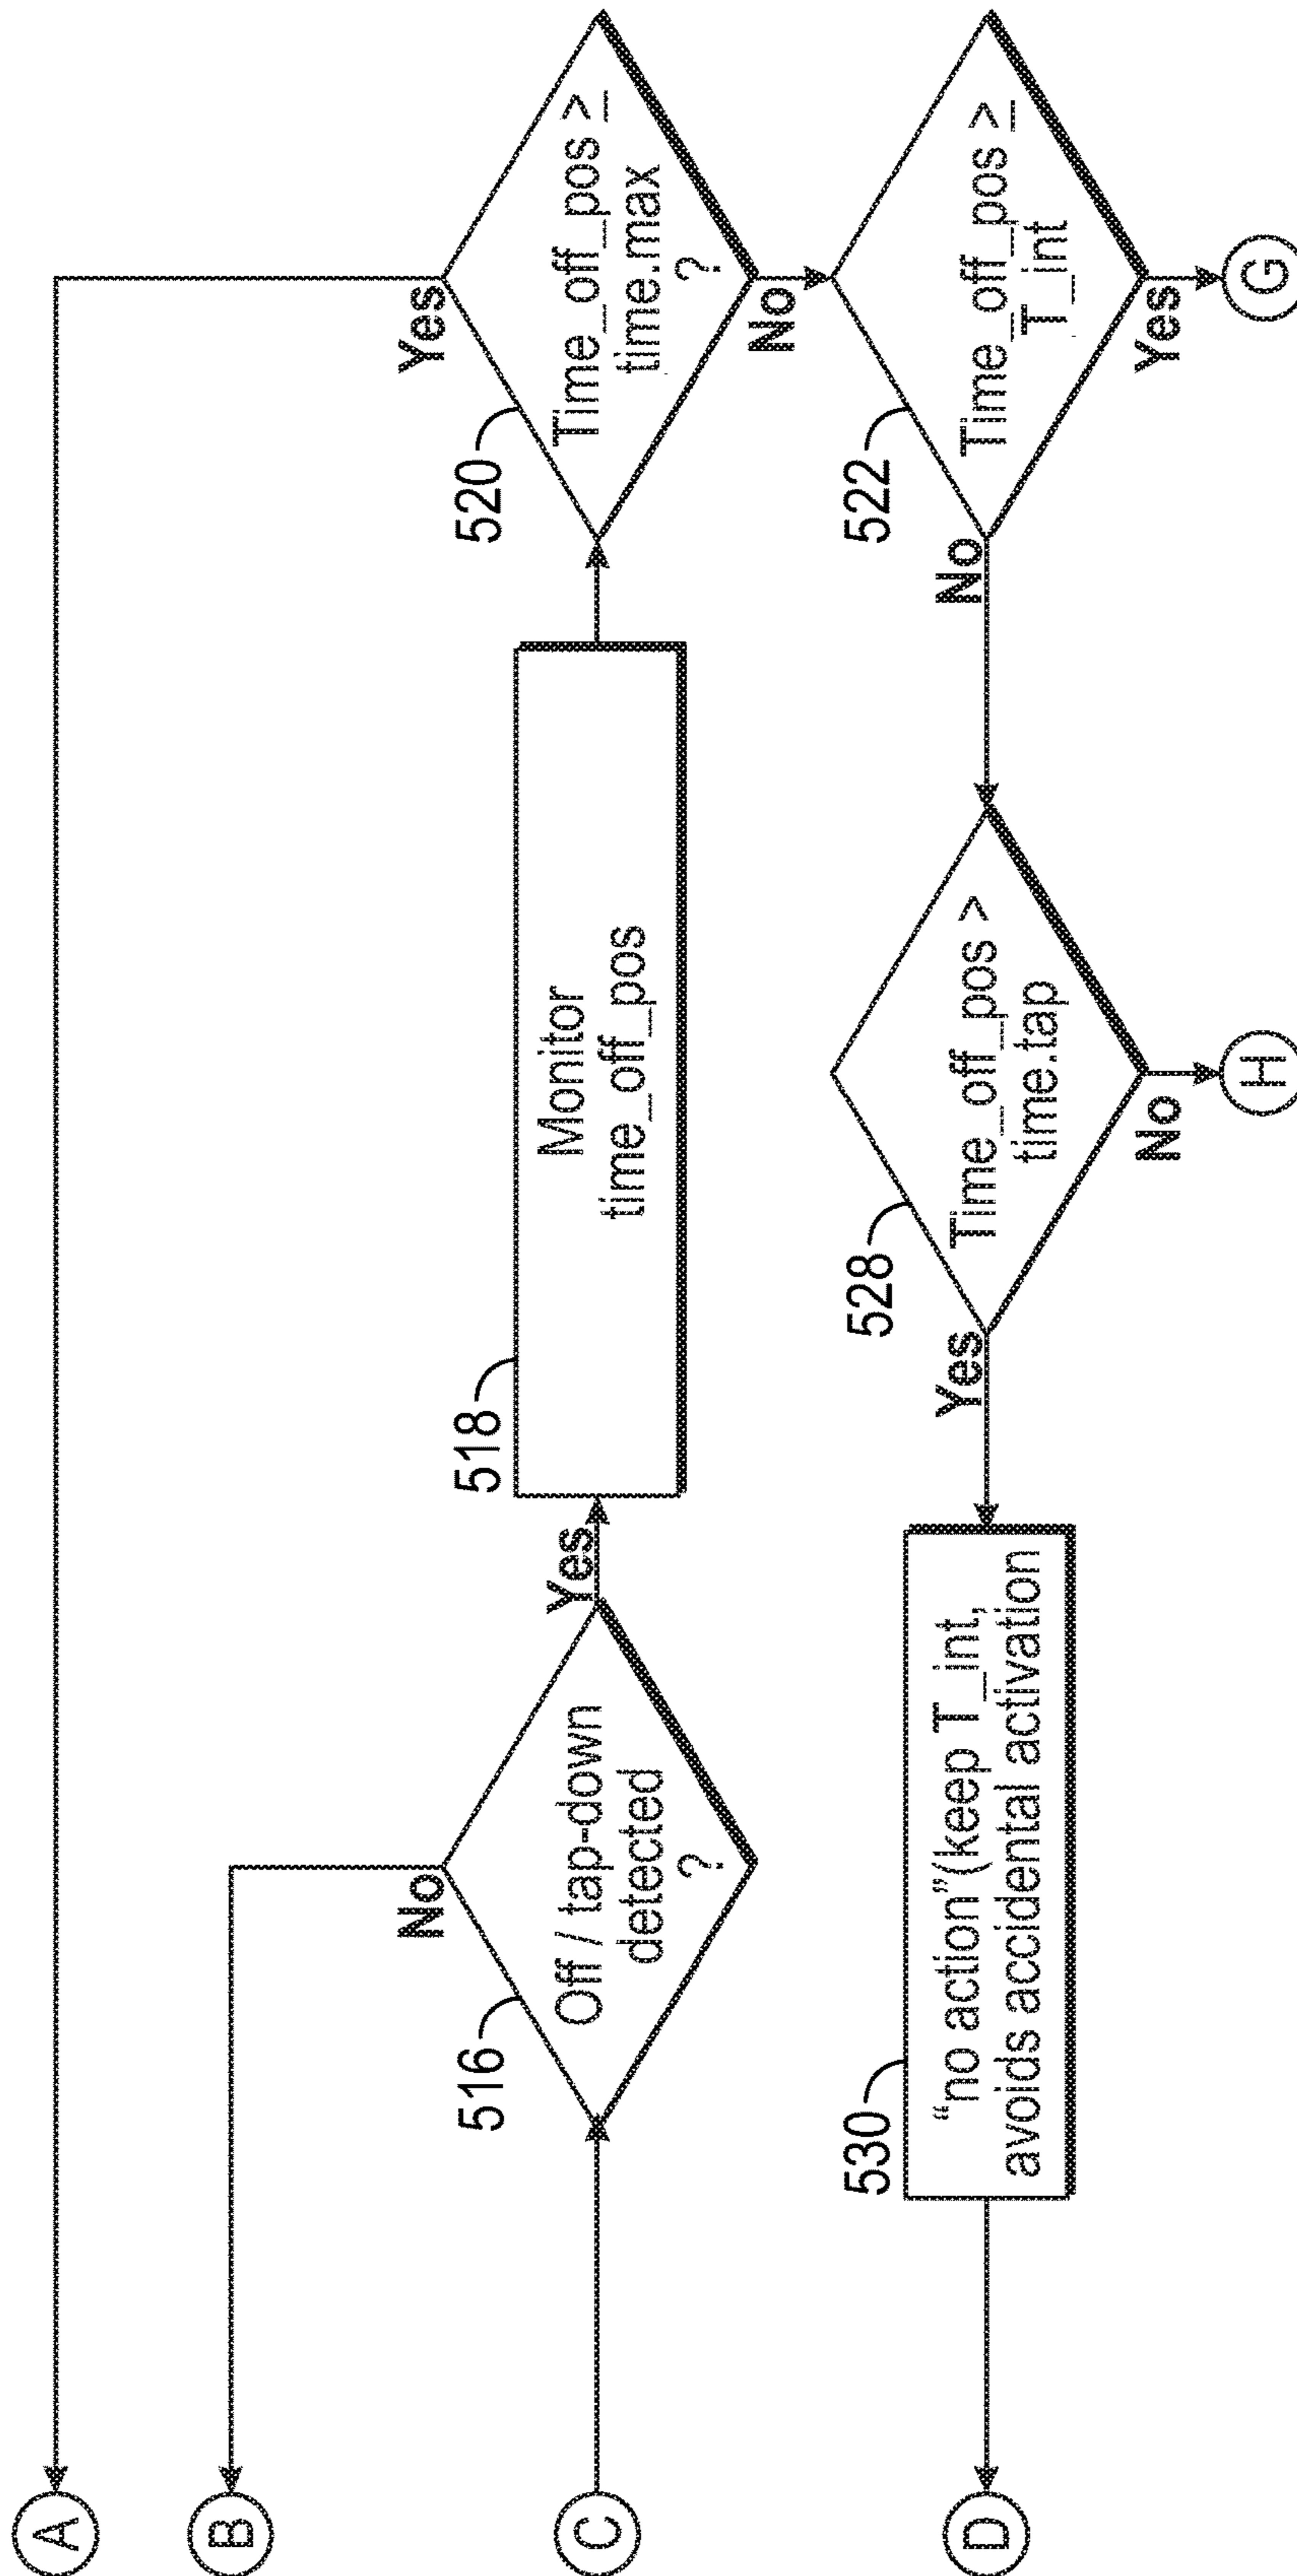 A
B
No
Yes
516
Off / tap-down
detected
?
Yes
518
Monitor
time_off_pos
520
Time_off_pos ≥
time.max
?
No
C
530
"no action"(keep T_int,
avoids accidental activation
Yes
528
Time_off_pos >
time.tap
No
No
522
Time_off_pos ≥
T_int
Yes
D
H
G